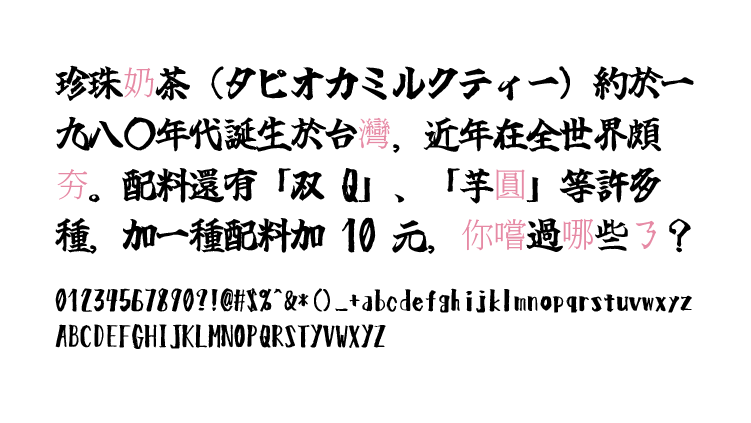 珍珠奶茶（タピオカミルクティー）約於一
九八〇年代誕生於台灣，近年在全世界頗
夯。配料還有「双 Q」、「芋圓」等許多
種，加一種配料加 10 元，你嚐過哪些了？
01234567890?!@#$%^&*()_+abcdefghijklmnopqrstuvwxyz
ABCDEFGHIJKLMNOPQRSTVWXYZ